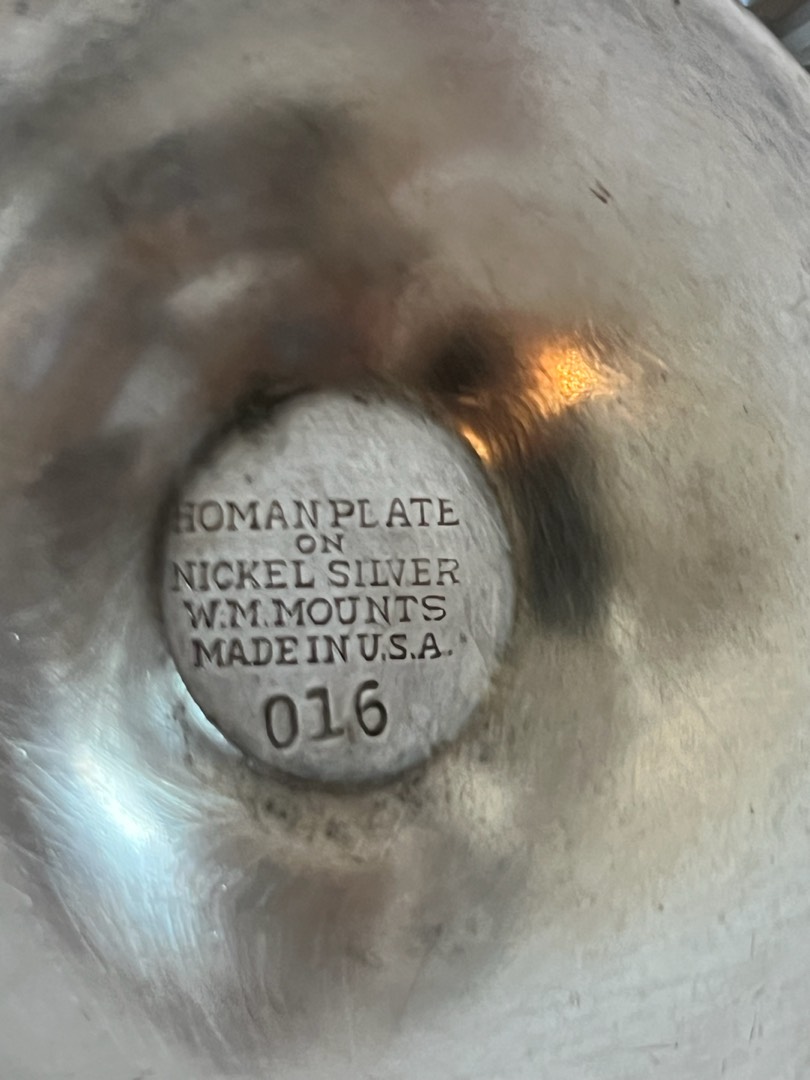 HOMAN PLATE
ON
NICKEL SILVER
W.M. MOUNTS
MADE IN U.S.A.
016